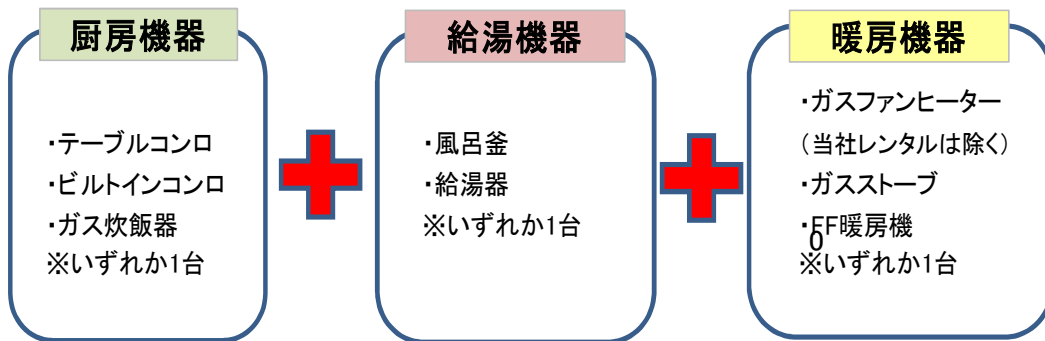 厨房機器
・テーブルコンロ
・ビルトインコンロ
・ガス炊飯器
※いずれか1台
給湯機器
・風呂釜
・給湯器
※いずれか1台
暖房機器
・ガスファンヒーター
（当社レンタルは除く）
・ガスストーブ
・FF暖房機
0
※いずれか1台